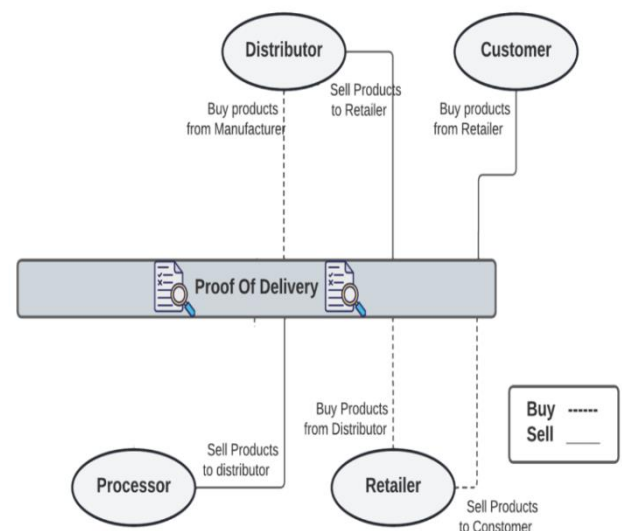 Distributor
Customer
Sell Products
to Retailer
Buy products
from Manufacturer
Buy products
from Retailer
Proof Of Delivery
Buy Products
from Distributor
Buy ------
Sell ____
Sell Products
to distributor
Processor
Retailer
Sell Products
to Constomer